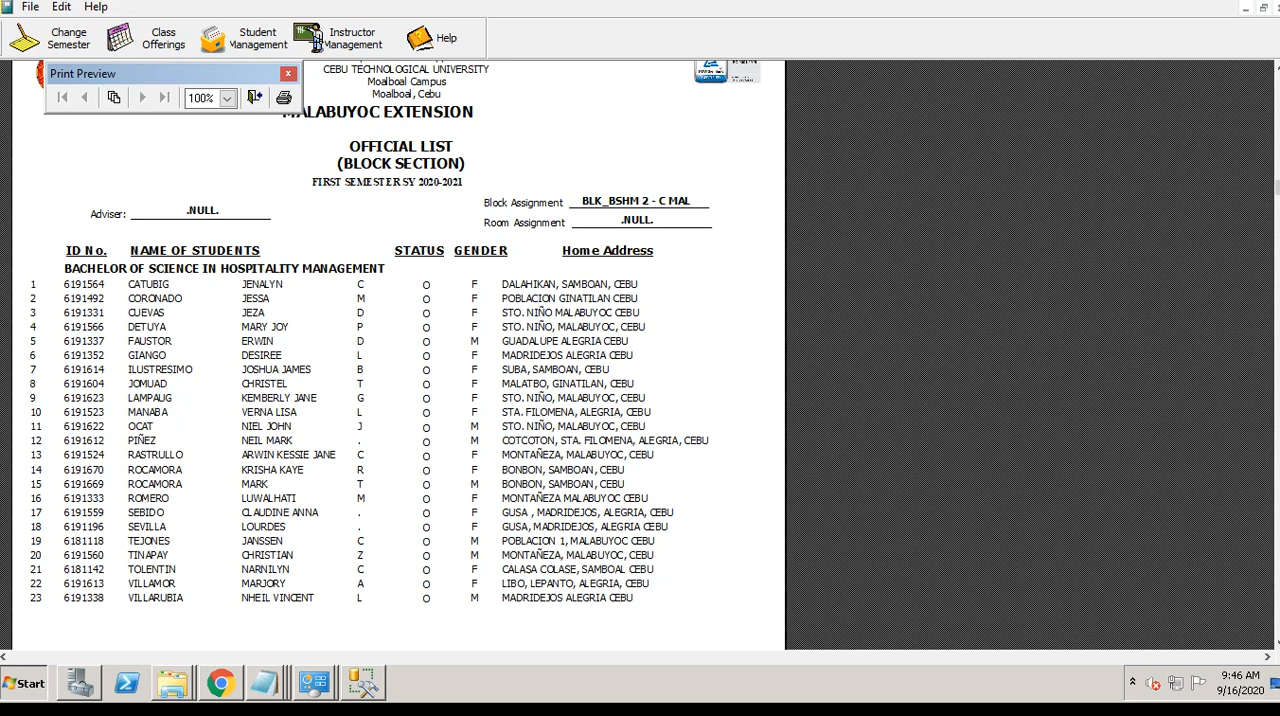 File Edit Help
Change Semester Class Offerings Student Management Instructor Management Help
Print Preview
100%
CEBU TECHNOLOGICAL UNIVERSITY
Moalboal Campus
Moalboal, Cebu
MALABUYOC EXTENSION
OFFICIAL LIST
(BLOCK SECTION)
FIRST SEMESTER SY 2020-2021
Adviser: .NULL.
Block Assignment BLK_BSHM 2 - C MAL
Room Assignment .NULL.
ID No. NAME OF STUDENTS STATUS GENDER Home Address
BACHELOR OF SCIENCE IN HOSPITALITY MANAGEMENT
1 6191564 CATUBIG JENALYN C O F DALAHIKAN, SAMBOAN, CEBU
2 6191492 CORONADO JESSA M O F POBLACION GINATILAN CEBU
3 6191331 CUEVAS JEZA D O F STO. NIÑO MALABUYOC CEBU
4 6191566 DETUYA MARY JOY P O F STO. NIÑO, MALABUYOC, CEBU
5 6191337 FAUSTOR ERWIN D O M GUADALUPE ALEGRIA CEBU
6 6191352 GIANGO DESIREE L O F MADRIDEJOS ALEGRIA CEBU
7 6191614 ILUSTRESIMO JOSHUA JAMES B O F SUBA, SAMBOAN, CEBU
8 6191604 JOMUAD CHRISTEL T O F MALATBO, GINATILAN, CEBU
9 6191623 LAMPAUG KEMBERLY JANE G O F STO. NIÑO, MALABUYOC, CEBU
10 6191523 MANABA VERNA LISA L O F STA. FILOMENA, ALEGRIA, CEBU
11 6191622 OCAT NIEL JOHN J O M STO. NIÑO, MALABUYOC, CEBU
12 6191612 PIÑEZ NEIL MARK . O M COTCOTON, STA. FILOMENA, ALEGRIA, CEBU
13 6191524 RASTRULLO ARWIN KESSIE JANE C O F MONTAÑEZA, MALABUYOC, CEBU
14 6191670 ROCAMORA KRISHA KAYE R O F BONBON, SAMBOAN, CEBU
15 6191669 ROCAMORA MARK T O M BONBON, SAMBOAN, CEBU
16 6191333 ROMERO LUWALHATI M O F MONTAÑEZA MALABUYOC CEBU
17 6191559 SEBIDO CLAUDINE ANNA . O F GUSA , MADRIDEJOS, ALEGRIA, CEBU
18 6191196 SEVILLA LOURDES . O F GUSA, MADRIDEJOS, ALEGRIA CEBU
19 6181118 TEJONES JANSSEN C O M POBLACION 1, MALABUYOC CEBU
20 6191560 TINAPAY CHRISTIAN Z O M MONTAÑEZA, MALABUYOC, CEBU
21 6181142 TOLENTIN NARNILYN C O F CALASA COLASE, SAMBOAL CEBU
22 6191613 VILLAMOR MARJORY A O F LIBO, LEPANTO, ALEGRIA, CEBU
23 6191338 VILLARUBIA NHEIL VINCENT L O M MADRIDEJOS ALEGRIA CEBU
Start
9:46 AM
9/16/2020